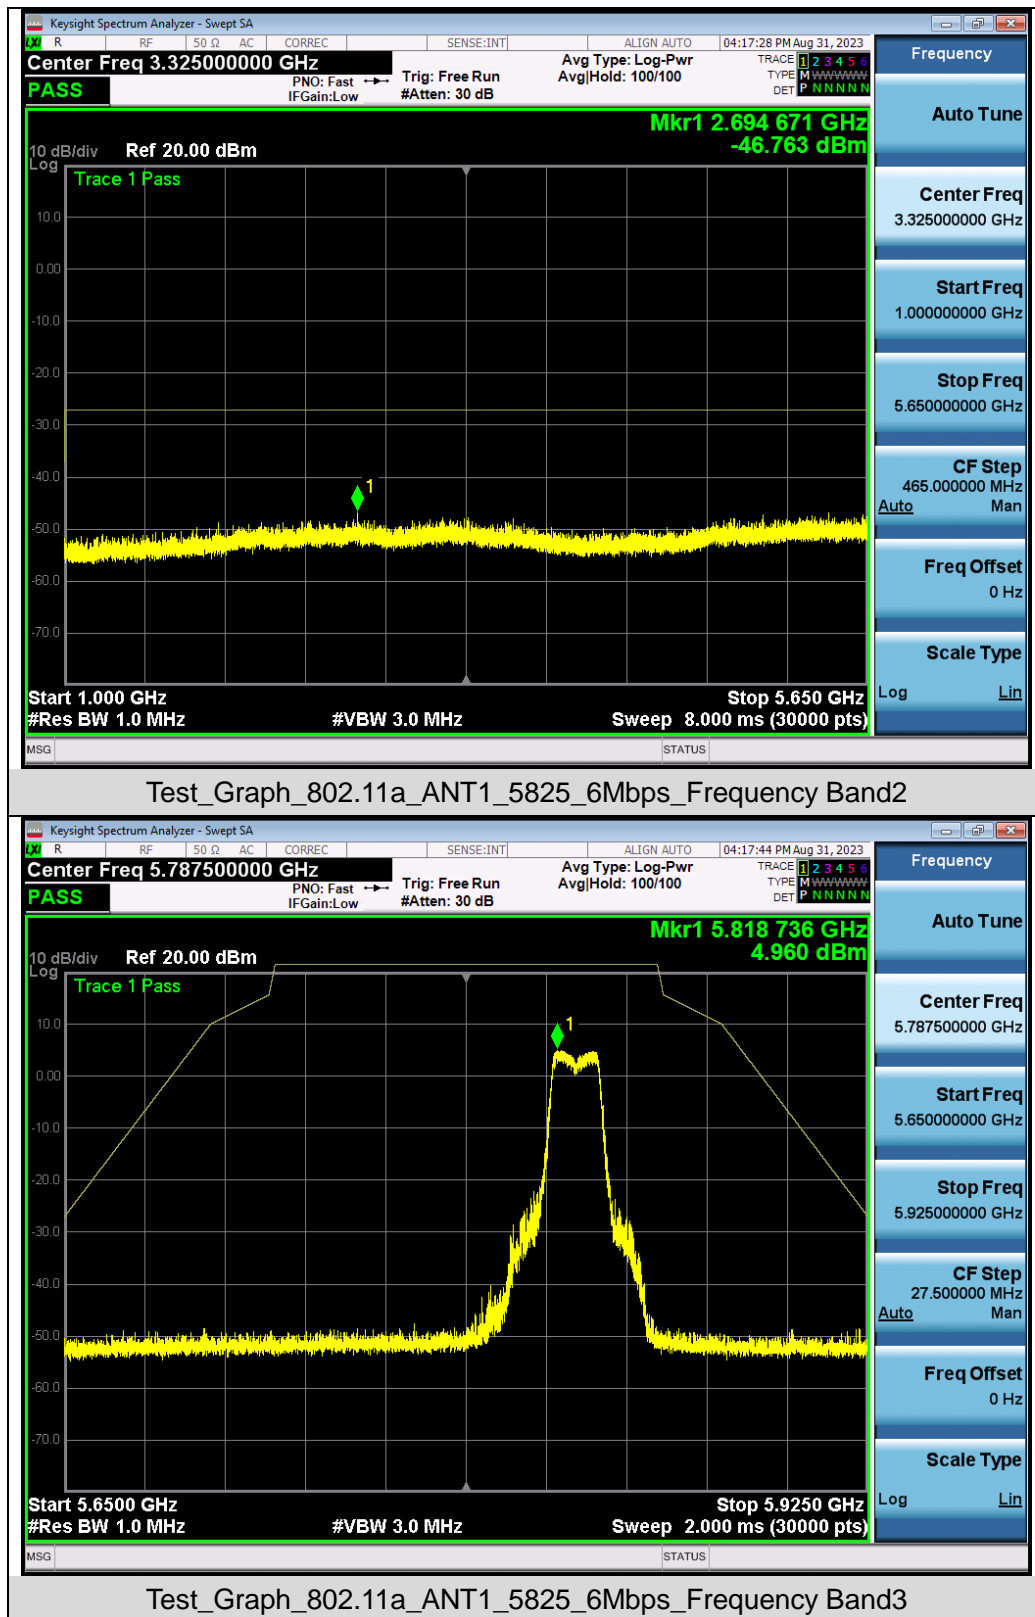 Keysight Spectrum Analyzer - Swept SA
LXI R RF 50 Ω AC CORREC SENSE:INT ALIGN AUTO 04:17:28 PM Aug 31, 2023
Center Freq 3.325000000 GHz
PASS
PNO: Fast
IFGain:Low
Trig: Free Run
#Atten: 30 dB
Avg Type: Log-Pwr
Avg|Hold: 100/100
TRACE 1 2 3 4 5 6
TYPE M WWWWW
DET P N N N N N
Mkr1 2.694 671 GHz
-46.763 dBm
10 dB/div Ref 20.00 dBm
Log
Trace 1 Pass
10.0
0.00
-10.0
-20.0
-30.0
-40.0
1
-50.0
-60.0
-70.0
Start 1.000 GHz Stop 5.650 GHz
#Res BW 1.0 MHz #VBW 3.0 MHz Sweep 8.000 ms (30000 pts)
MSG STATUS
Frequency
Auto Tune
Center Freq
3.325000000 GHz
Start Freq
1.000000000 GHz
Stop Freq
5.650000000 GHz
CF Step
465.000000 MHz
Auto Man
Freq Offset
0 Hz
Scale Type
Log Lin
Test_Graph_802.11a_ANT1_5825_6Mbps_Frequency Band2
Keysight Spectrum Analyzer - Swept SA
LXI R RF 50 Ω AC CORREC SENSE:INT ALIGN AUTO 04:17:44 PM Aug 31, 2023
Center Freq 5.787500000 GHz
PASS
PNO: Fast
IFGain:Low
Trig: Free Run
#Atten: 30 dB
Avg Type: Log-Pwr
Avg|Hold: 100/100
TRACE 1 2 3 4 5 6
TYPE M WWWWW
DET P N N N N N
Mkr1 5.818 736 GHz
4.960 dBm
10 dB/div Ref 20.00 dBm
Log
Trace 1 Pass
10.0
1
0.00
-10.0
-20.0
-30.0
-40.0
-50.0
-60.0
-70.0
Start 5.6500 GHz Stop 5.9250 GHz
#Res BW 1.0 MHz #VBW 3.0 MHz Sweep 2.000 ms (30000 pts)
MSG STATUS
Frequency
Auto Tune
Center Freq
5.787500000 GHz
Start Freq
5.650000000 GHz
Stop Freq
5.925000000 GHz
CF Step
27.500000 MHz
Auto Man
Freq Offset
0 Hz
Scale Type
Log Lin
Test_Graph_802.11a_ANT1_5825_6Mbps_Frequency Band3